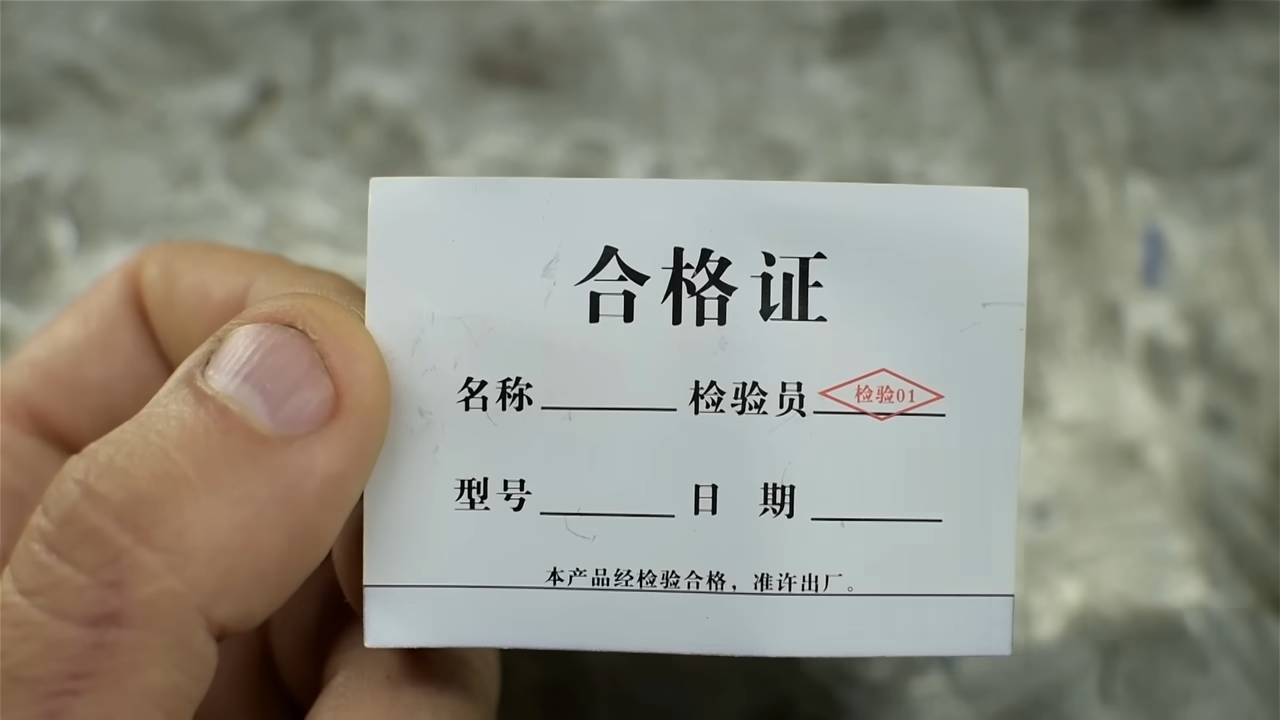 合格证
名称 检验员 检验01
型号 日 期
本产品经检验合格，准许出厂。